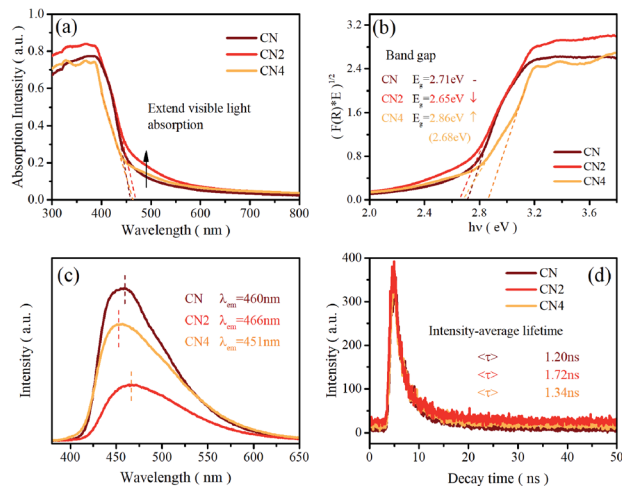 (a)
CN
CN2
CN4
Extend visible light
absorption
Absorption Intensity ( a.u. )
1.0
0.8
0.6
0.4
0.2
0.0
200 300 400 500 600 700 800
Wavelength ( nm )
(b)
Band gap
CN Eg=2.71eV -
CN2 Eg=2.65eV ↓
CN4 Eg=2.86eV ↑
(2.68eV)
CN
CN2
CN4
( F(R)*E )1/2
3.6
2.7
1.8
0.9
0.0
2.0 2.4 2.8 3.2 3.6
hν ( eV )
(c)
CN λem=460nm
CN2 λem=466nm
CN4 λem=451nm
Intensity ( a.u. )
400 450 500 550 600 650
Wavelength ( nm )
(d)
CN
CN2
CN4
Intensity-average lifetime
<τ> 1.20ns
<τ> 1.72ns
<τ> 1.34ns
Intensity ( a.u. )
400
300
200
100
0
0 10 20 30 40 50
Decay time ( ns )